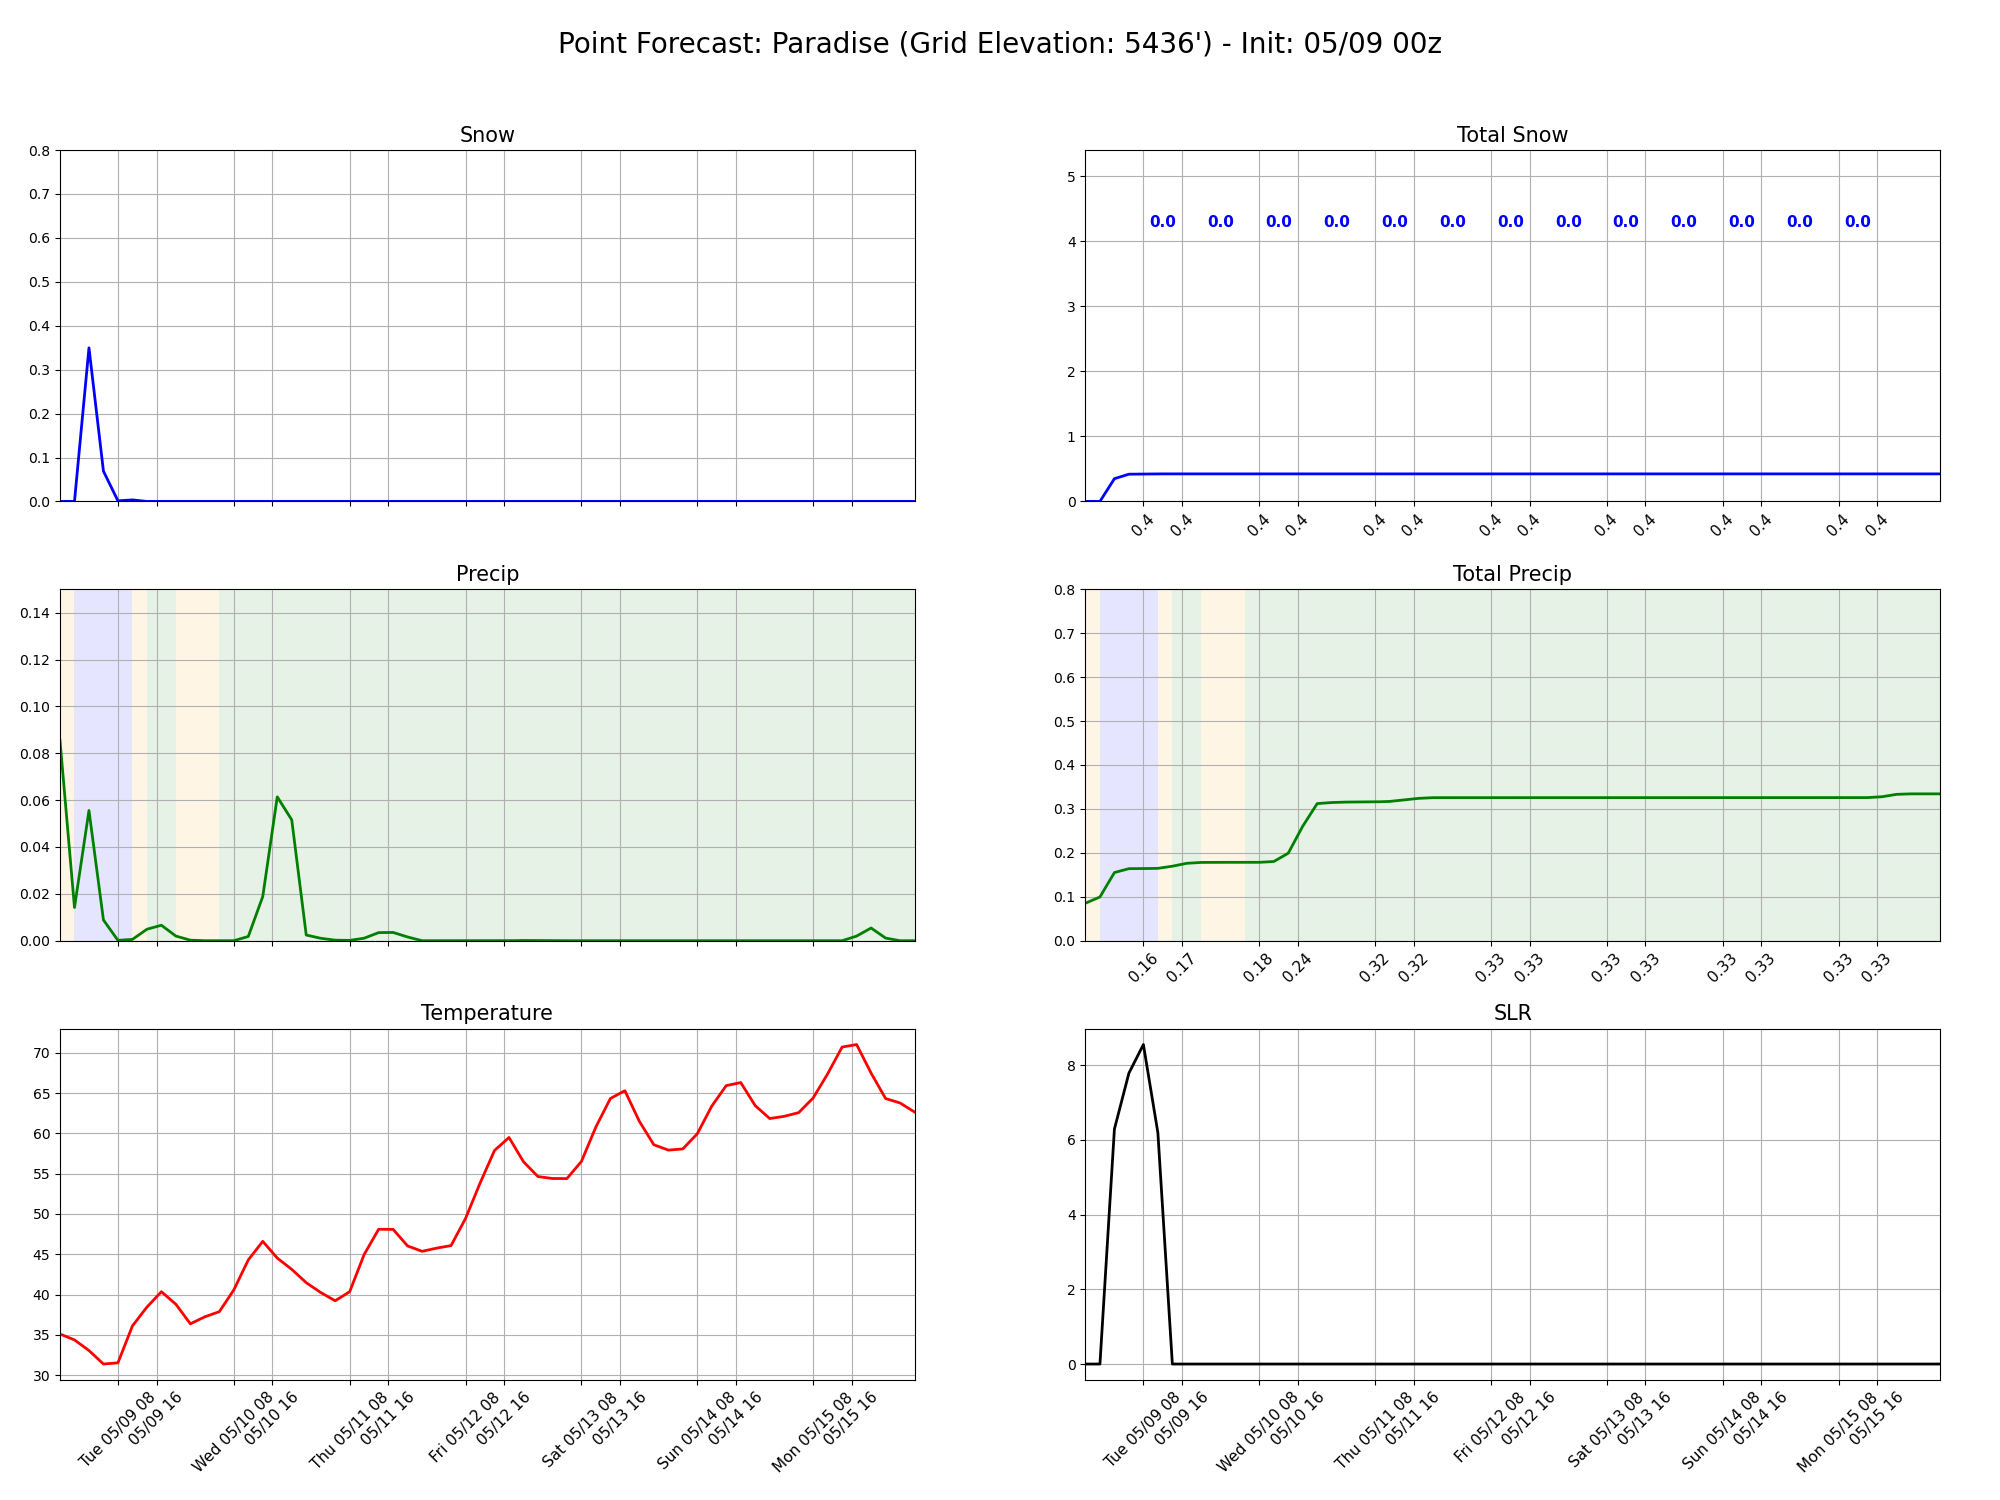 Point Forecast: Paradise (Grid Elevation: 5436') - Init: 05/09 00z
Snow
0.8
0.7
0.6
0.5
0.4
0.3
0.2
0.1
0.0
Total Snow
5
4
3
2
1
0
0.0 0.0 0.0 0.0 0.0 0.0 0.0 0.0 0.0 0.0 0.0 0.0 0.0
0.4 0.4 0.4 0.4 0.4 0.4 0.4 0.4 0.4 0.4 0.4 0.4 0.4 0.4
Precip
0.14
0.12
0.10
0.08
0.06
0.04
0.02
0.00
Total Precip
0.8
0.7
0.6
0.5
0.4
0.3
0.2
0.1
0.0
0.16 0.17 0.18 0.24 0.32 0.32 0.33 0.33 0.33 0.33 0.33 0.33 0.33 0.33
Temperature
70
65
60
55
50
45
40
35
30
Tue 05/09 08
05/09 16
Wed 05/10 08
05/10 16
Thu 05/11 08
05/11 16
Fri 05/12 08
05/12 16
Sat 05/13 08
05/13 16
Sun 05/14 08
05/14 16
Mon 05/15 08
05/15 16
SLR
8
6
4
2
0
Tue 05/09 08
05/09 16
Wed 05/10 08
05/10 16
Thu 05/11 08
05/11 16
Fri 05/12 08
05/12 16
Sat 05/13 08
05/13 16
Sun 05/14 08
05/14 16
Mon 05/15 08
05/15 16